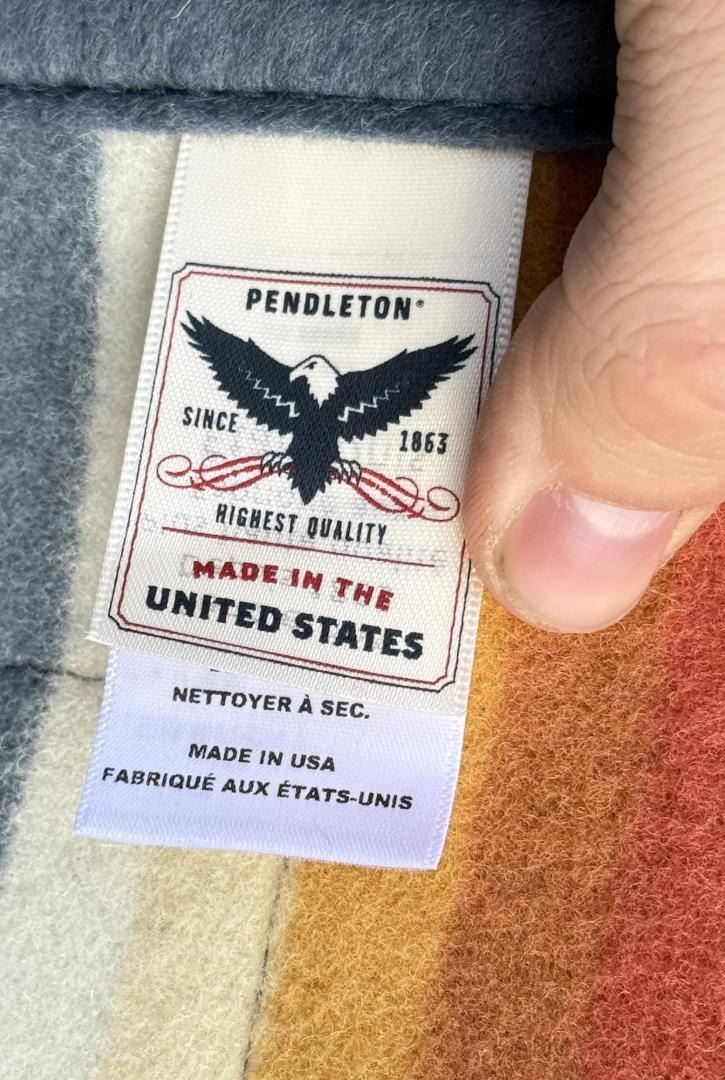 PENDLETON®
SINCE 1863
HIGHEST QUALITY
MADE IN THE
UNITED STATES
NETTOYER À SEC.
MADE IN USA
FABRIQUÉ AUX ÉTATS-UNIS